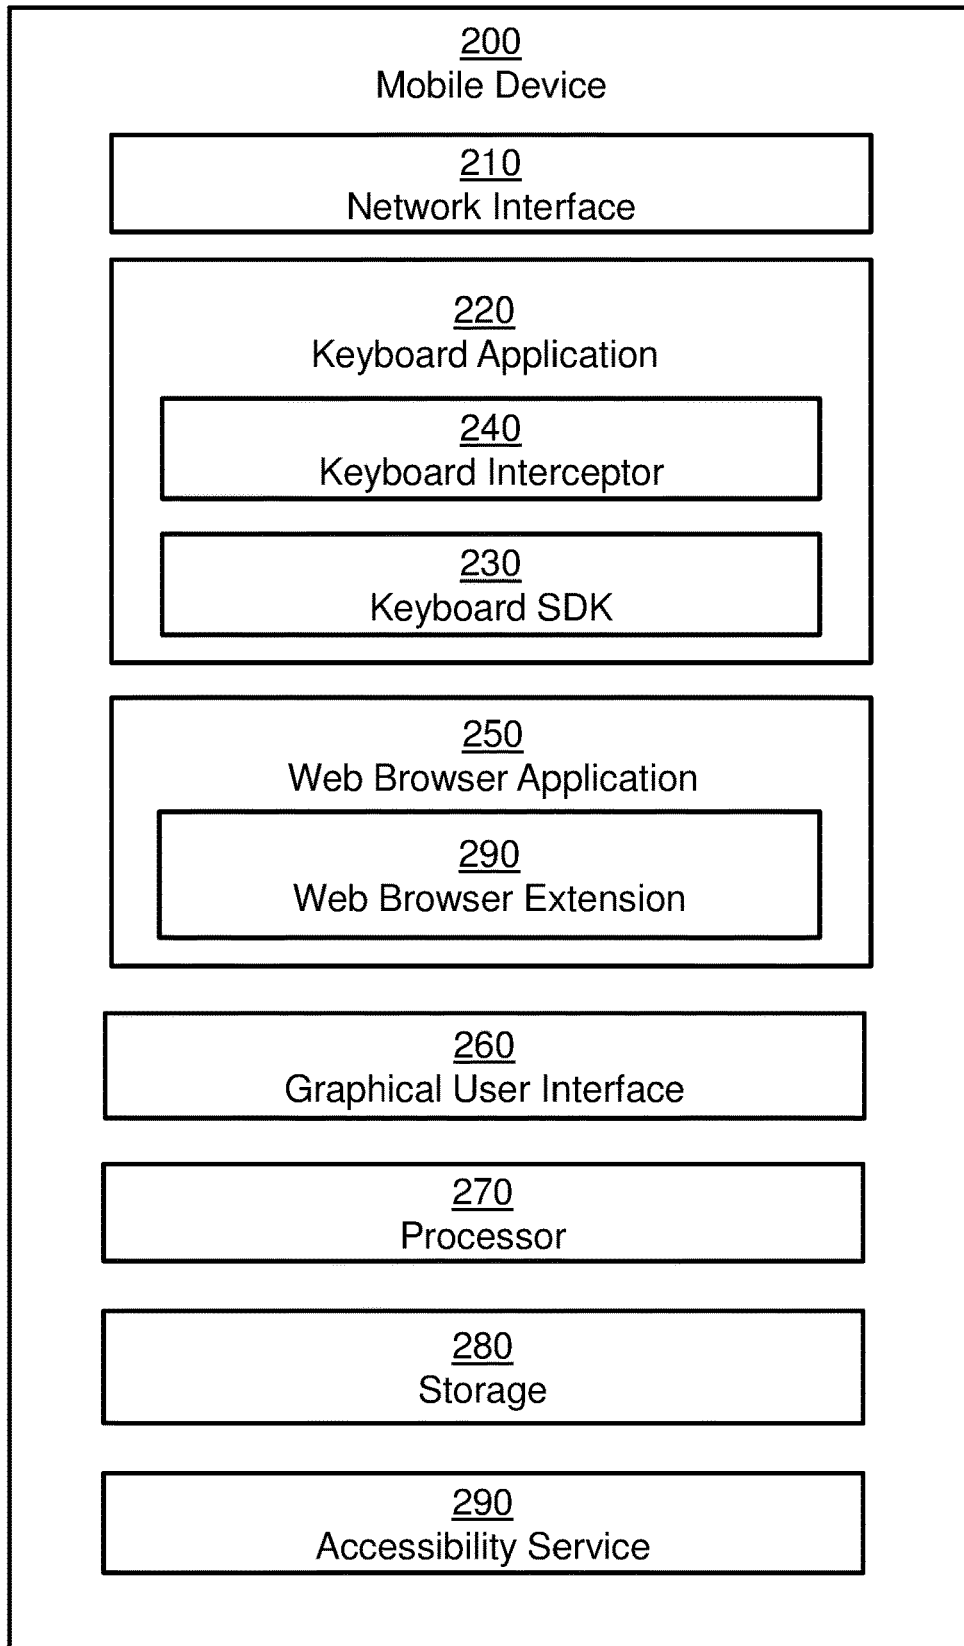 200
Mobile Device
210
Network Interface
220
Keyboard Application
240
Keyboard Interceptor
230
Keyboard SDK
250
Web Browser Application
290
Web Browser Extension
260
Graphical User Interface
270
Processor
280
Storage
290
Accessibility Service